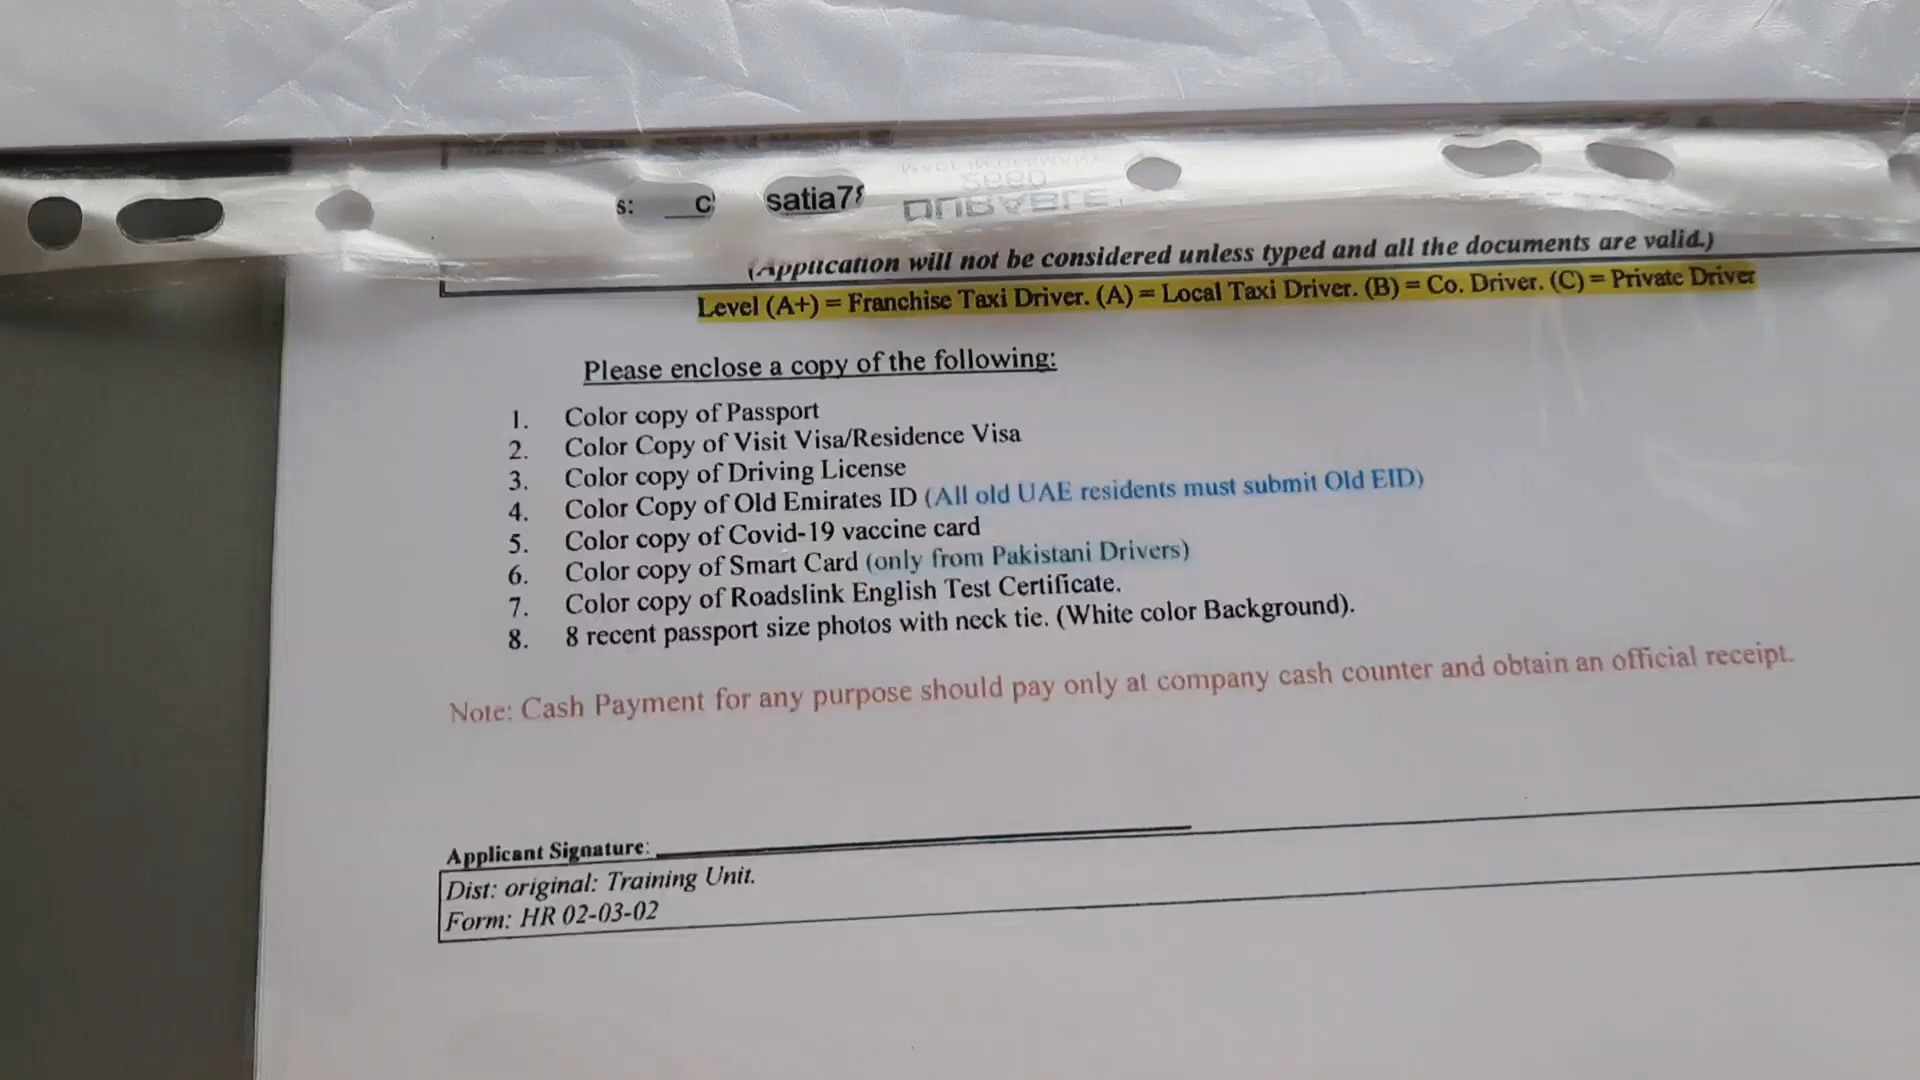 s: __c satia7
DURABLE
(Application will not be considered unless typed and all the documents are valid.)
Level (A+) = Franchise Taxi Driver. (A) = Local Taxi Driver. (B) = Co. Driver. (C) = Private Driver
Please enclose a copy of the following:
1. Color copy of Passport
2. Color Copy of Visit Visa/Residence Visa
3. Color copy of Driving License
4. Color Copy of Old Emirates ID (All old UAE residents must submit Old EID)
5. Color copy of Covid-19 vaccine card
6. Color copy of Smart Card (only from Pakistani Drivers)
7. Color copy of Roadslink English Test Certificate.
8. 8 recent passport size photos with neck tie. (White color Background).
Note: Cash Payment for any purpose should pay only at company cash counter and obtain an official receipt.
Applicant Signature:
Dist: original: Training Unit.
Form: HR 02-03-02